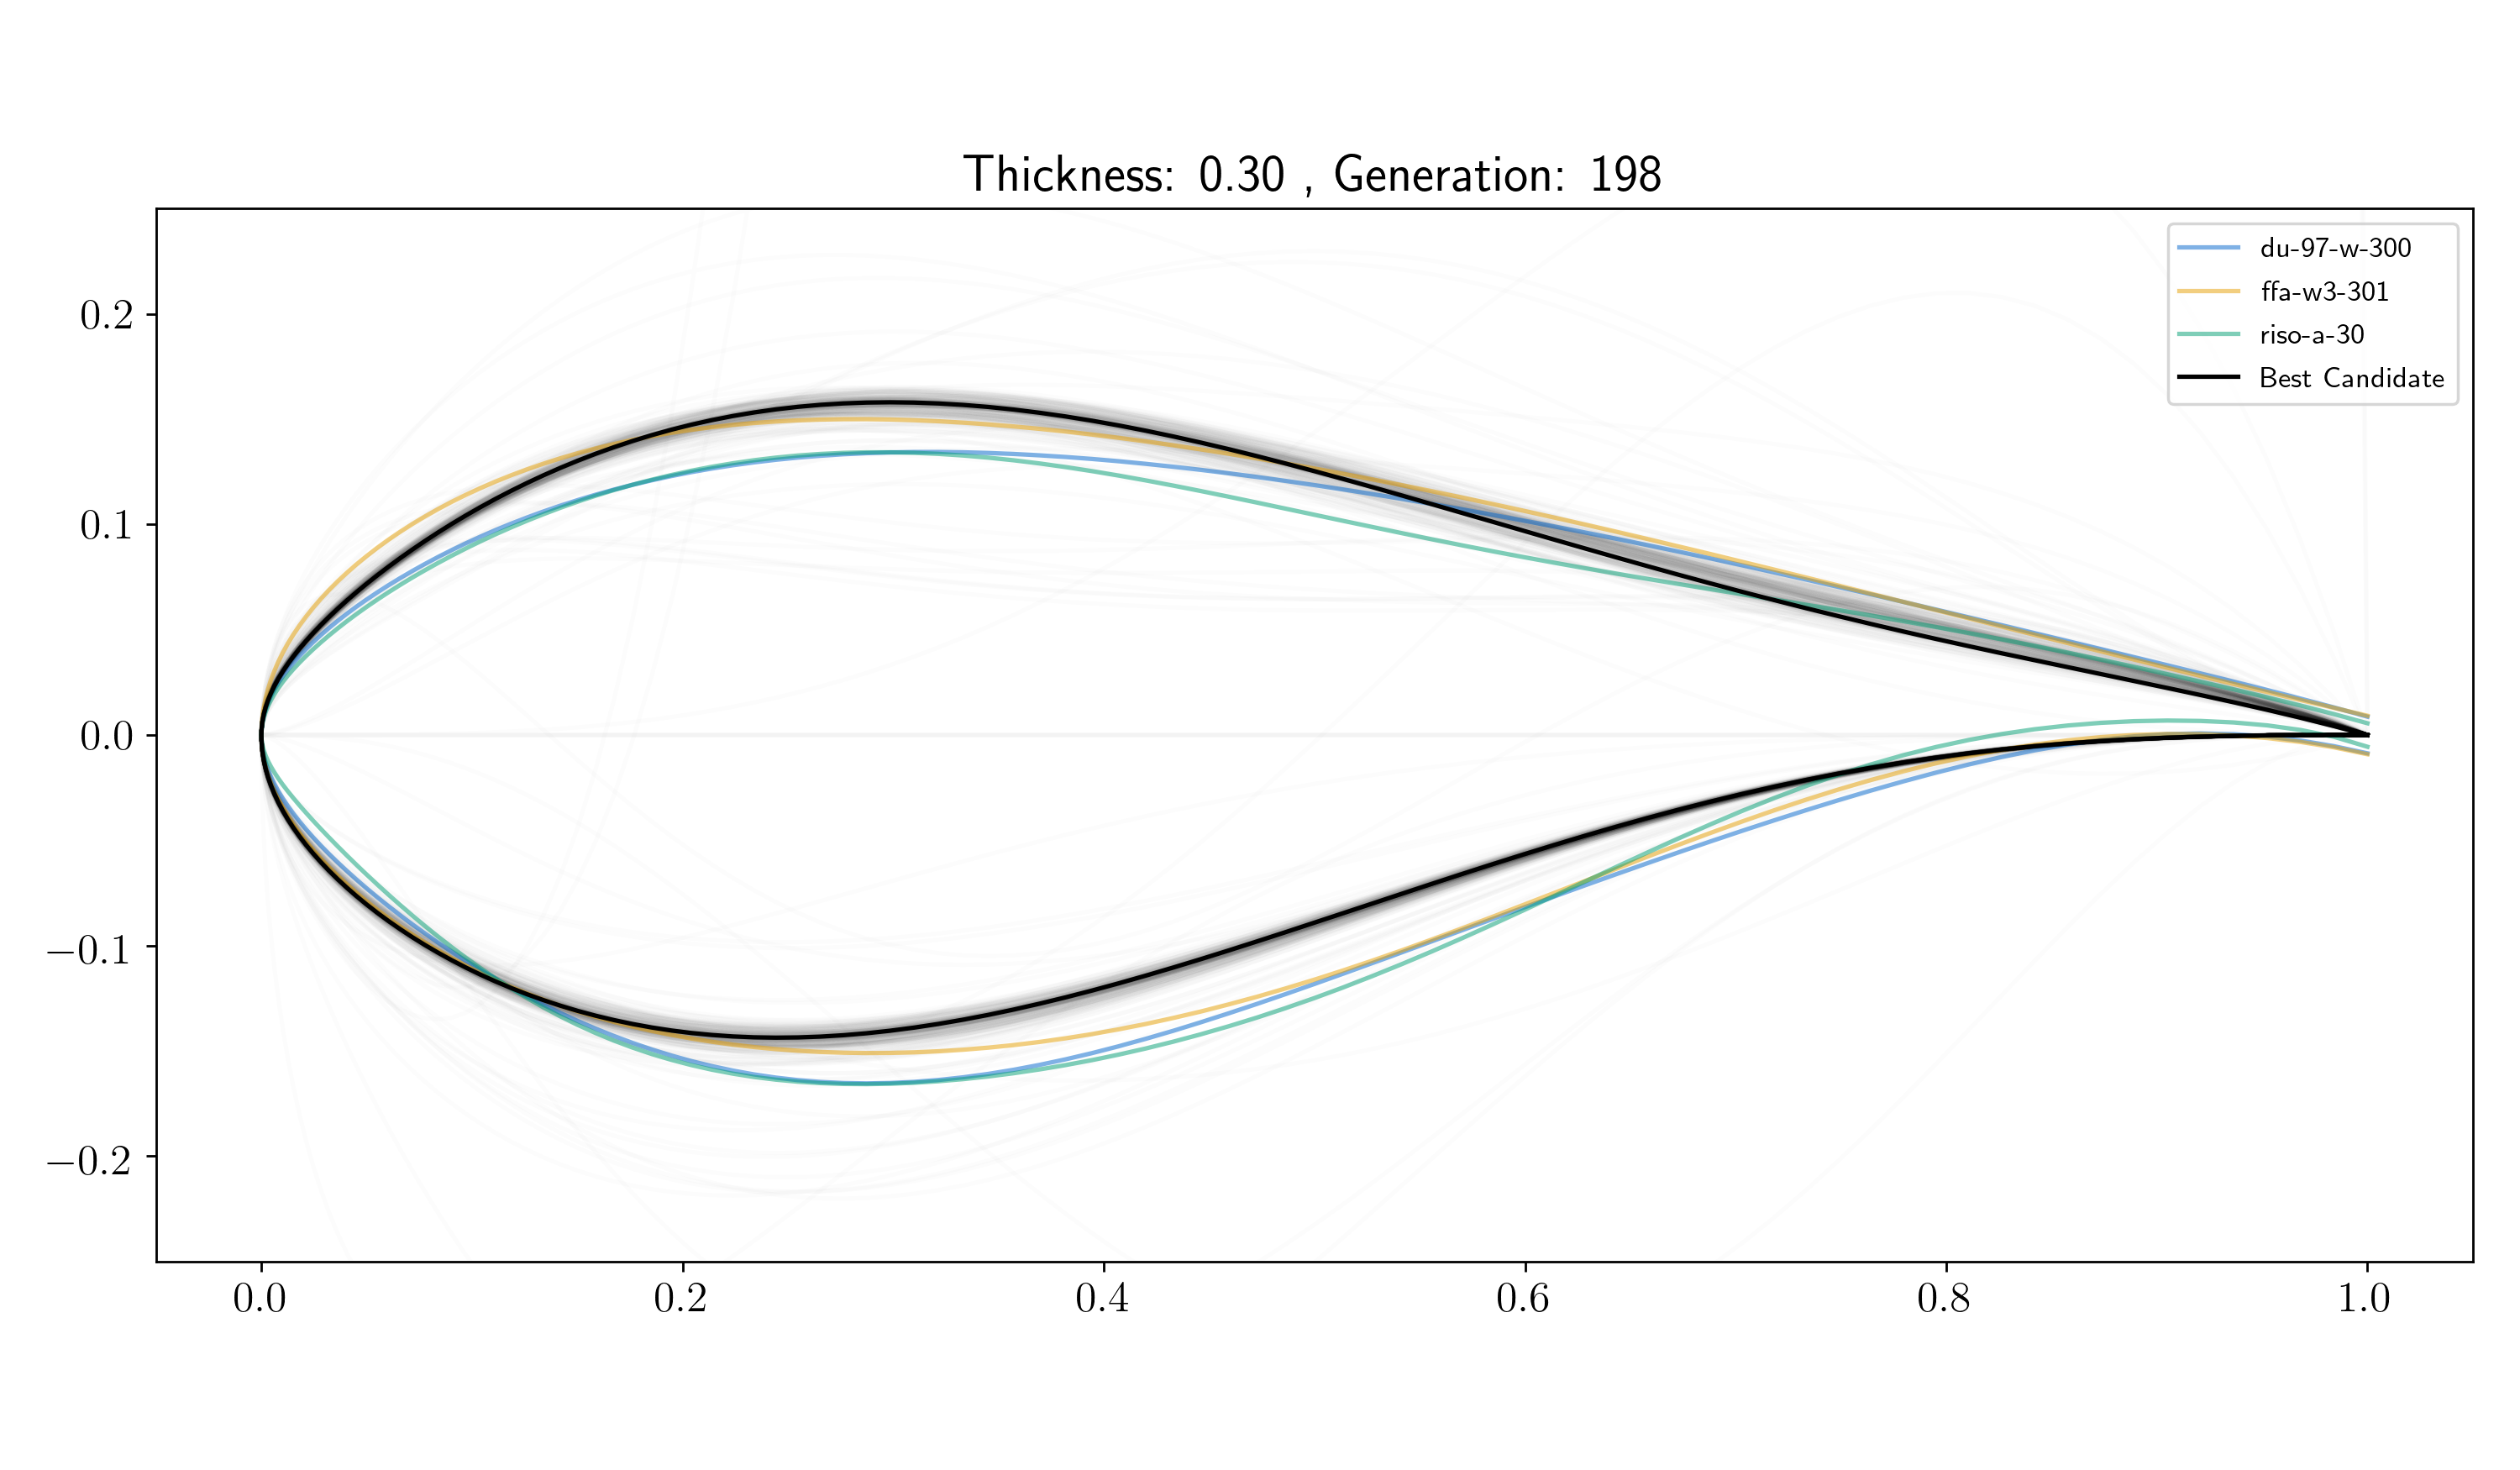 Thickness: 0.30 , Generation: 198
du-97-w-300
ffa-w3-301
riso-a-30
Best Candidate
0.2
0.1
0.0
−0.1
−0.2
0.0 0.2 0.4 0.6 0.8 1.0